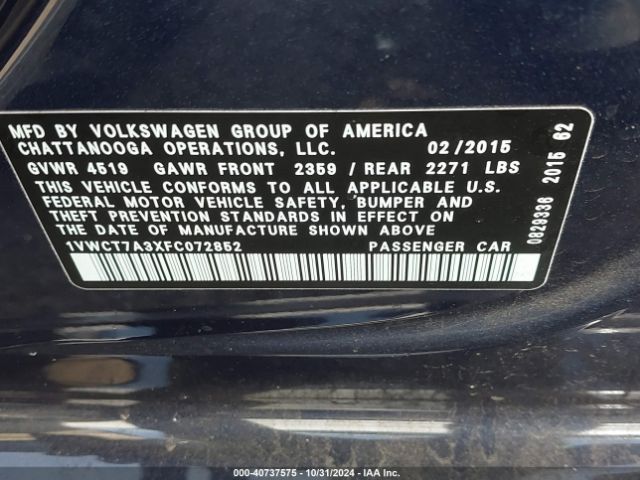 MFD BY VOLKSWAGEN GROUP OF AMERICA
CHATTANOOGA OPERATIONS, LLC. 02/2015
GVWR 4519 GAWR FRONT 2359 / REAR 2271 LBS
THIS VEHICLE CONFORMS TO ALL APPLICABLE U.S.
FEDERAL MOTOR VEHICLE SAFETY, BUMPER AND
THEFT PREVENTION STANDARDS IN EFFECT ON
THE DATE OF MANUFACTURE SHOWN ABOVE
1VWCT7A3XFC072852 PASSENGER CAR
0829336 2015 62
000-40737575 - 10/31/2024 - IAA Inc.